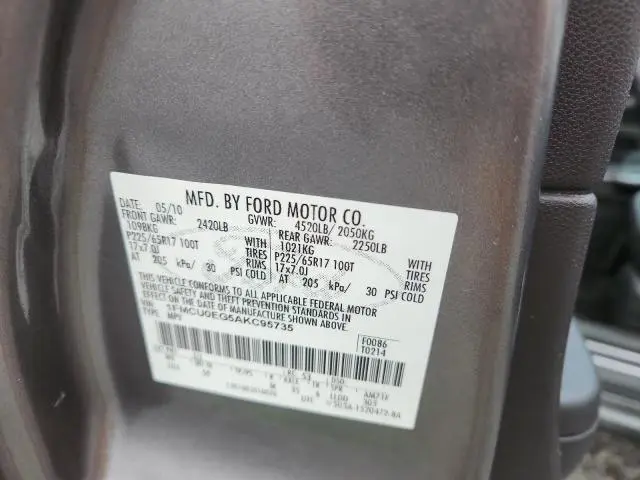 MFD. BY FORD MOTOR CO.
DATE: 05/10 GVWR: 4520LB/ 2050KG
FRONT GAWR: 2420LB REAR GAWR: 2250LB
1098KG WITH 1021KG WITH
P225/65R17 100T TIRES P225/65R17 100T TIRES
17x7.0J RIMS 17x7.0J RIMS
AT 205 kPa/ 30 PSI COLD AT 205 kPa/ 30 PSI COLD
THIS VEHICLE CONFORMS TO ALL APPLICABLE FEDERAL MOTOR
VEHICLE SAFETY AND THEFT PREVENTION STANDARDS IN
EFFECT ON THE DATE OF MANUFACTURE SHOWN ABOVE.
VIN: 1FMCU0EG5AKC95735 F0086
TYPE: MPV T0214